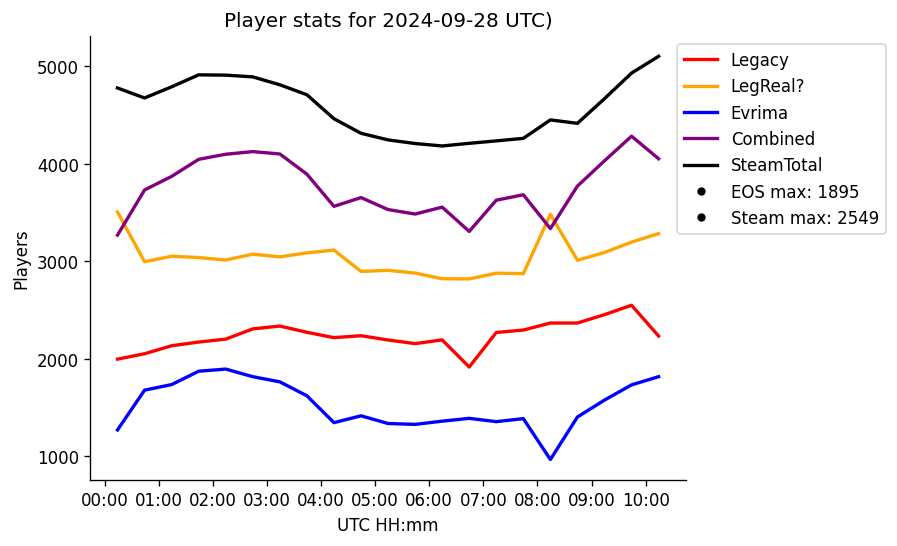 Player stats for 2024-09-28 UTC)
Legacy
LegReal?
Evrima
Combined
SteamTotal
EOS max: 1895
Steam max: 2549
5000
4000
3000
2000
1000
Players
00:00 01:00 02:00 03:00 04:00 05:00 06:00 07:00 08:00 09:00 10:00
UTC HH:mm